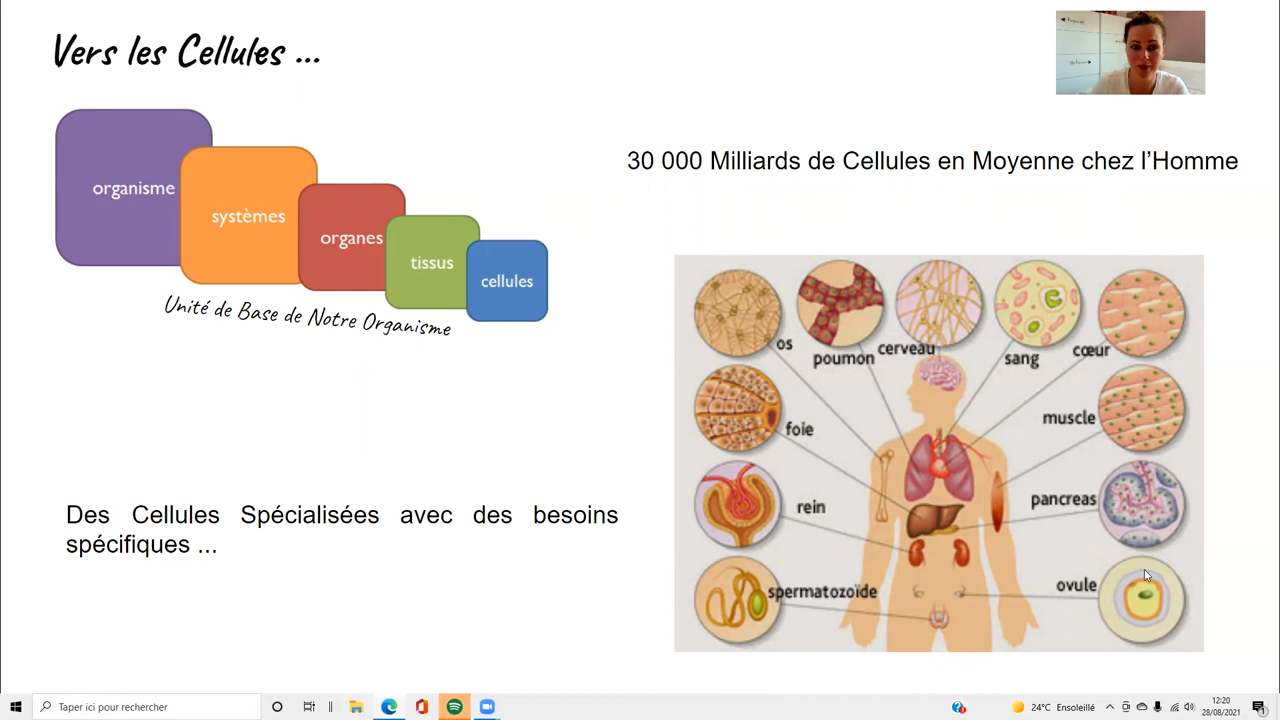 Vers les Cellules ...
organisme
systèmes
organes
tissus
cellules
Unité de Base de Notre Organisme
30 000 Milliards de Cellules en Moyenne chez l'Homme
os
poumon
cerveau
sang
cœur
foie
muscle
rein
pancreas
spermatozoïde
ovule
Des Cellules Spécialisées avec des besoins
spécifiques ...
Taper ici pour rechercher
24°C Ensoleillé
12:20
28/08/2021